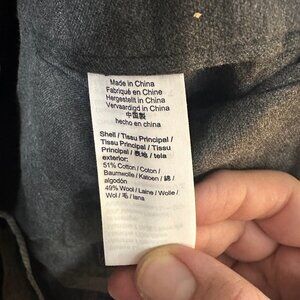 Made in China
Fabriqué en Chine
Hergestellt in China
Vervaardigd in China
中国製
hecho en china
Shell / Tissu Principal /
Tissu Principal / Tissu
Principal / 表地 / tela
exterior:
51% Cotton / Coton /
Baumwolle / Katoen / 綿 /
algodón
49% Wool / Laine / Wolle /
Wol / 毛 / lana